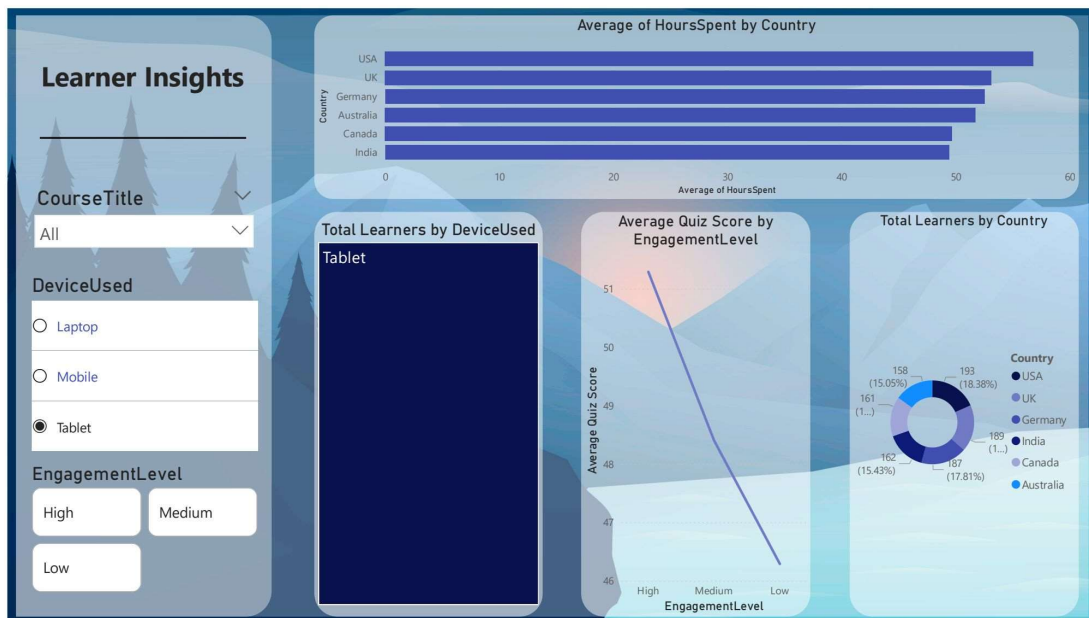 Learner Insights
CourseTitle
All
DeviceUsed
Laptop
Mobile
Tablet
EngagementLevel
High
Medium
Low
Average of HoursSpent by Country
Country
USA
UK
Germany
Australia
Canada
India
0 10 20 30 40 50 60
Average of HoursSpent
Total Learners by DeviceUsed
Tablet
Average Quiz Score by
EngagementLevel
Average Quiz Score
51
50
49
48
47
46
High Medium Low
EngagementLevel
Total Learners by Country
158
(15.05%)
193
(18.38%)
161
(1...)
189
(1...)
162
(15.43%)
187
(17.81%)
Country
USA
UK
Germany
India
Canada
Australia